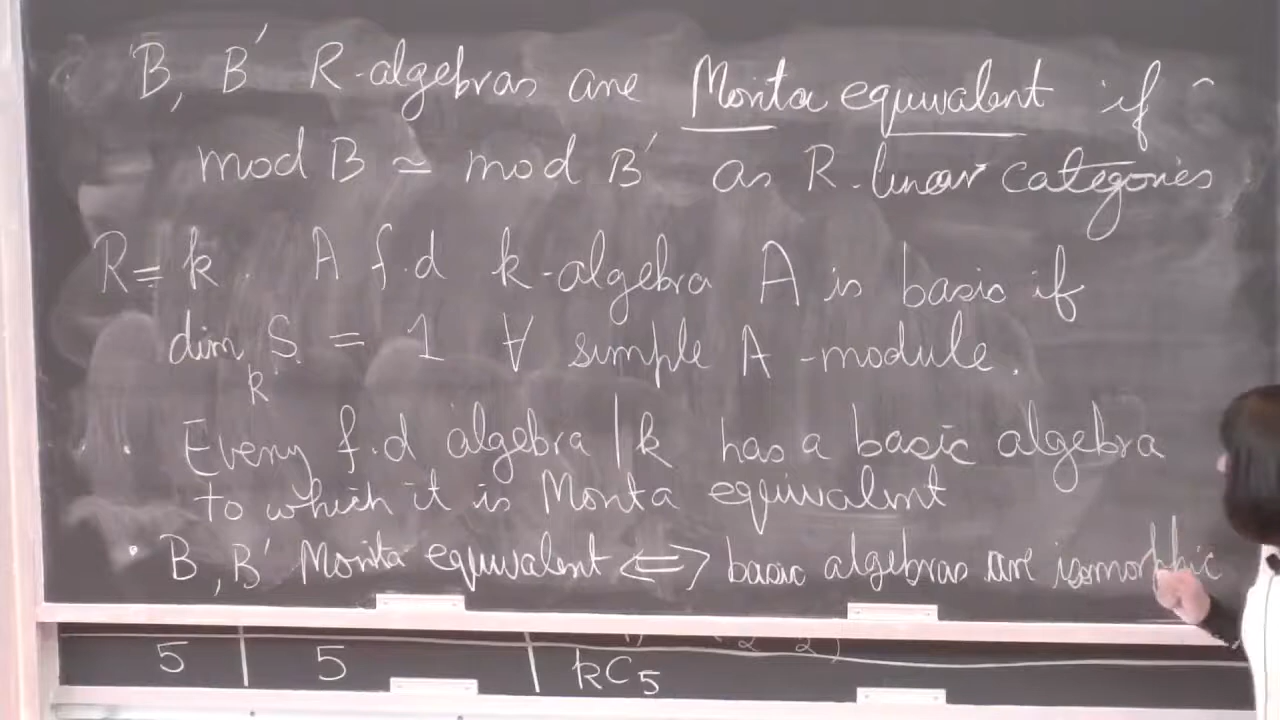 B, B' R-algebras are Morita equivalent if
mod B ≃ mod B' as R-linear categories
R = k. A f.d k-algebra A is basic if
dim_k S = 1 ∀ simple A-module.
Every f.d algebra /k has a basic algebra
to which it is Morita equivalent
• B, B' Morita equivalent ⟺ basic algebras are isomorphic
5 | 5 | kC_5